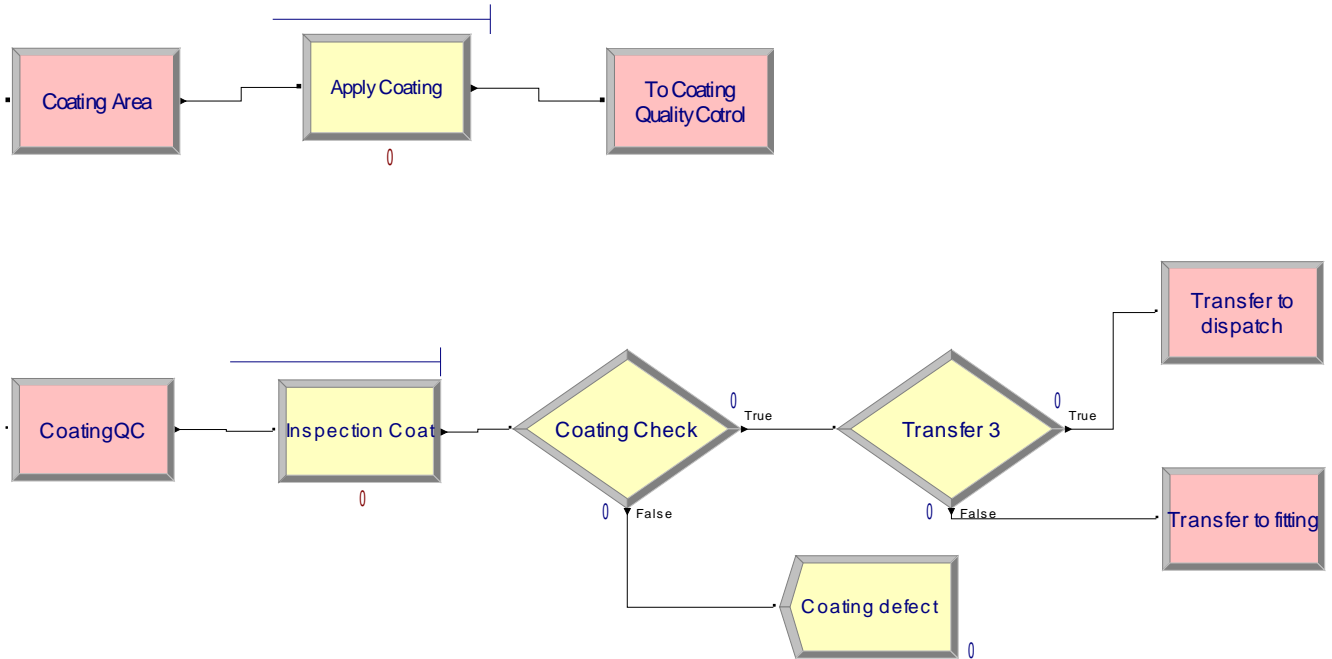 Coating Area
Apply Coating
To Coating
Quality Cotrol
0
Transfer to
dispatch
CoatingQC
Inspection Coat
Coating Check
0
True
Transfer 3
0
True
0
0
False
0
False
Transfer to fitting
Coating defect
0